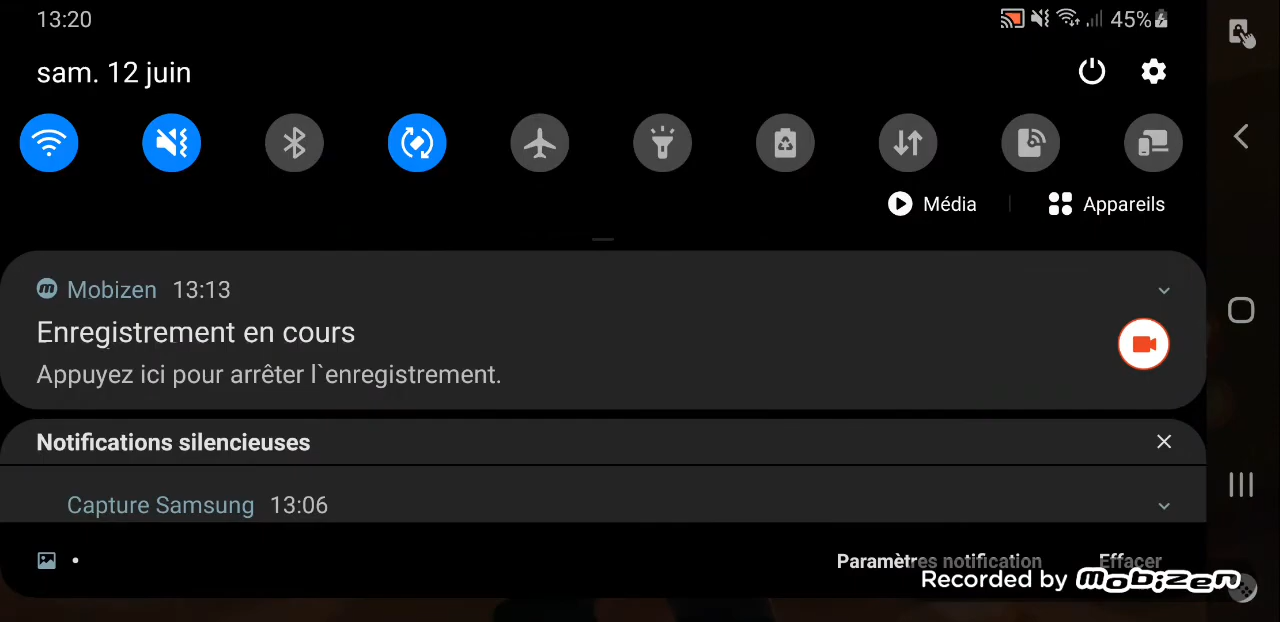 13:20
45%
sam. 12 juin
Média
Appareils
Mobizen 13:13
Enregistrement en cours
Appuyez ici pour arrêter l`enregistrement.
Notifications silencieuses
Capture Samsung 13:06
Paramètres notification
Effacer
Recorded by mobizen